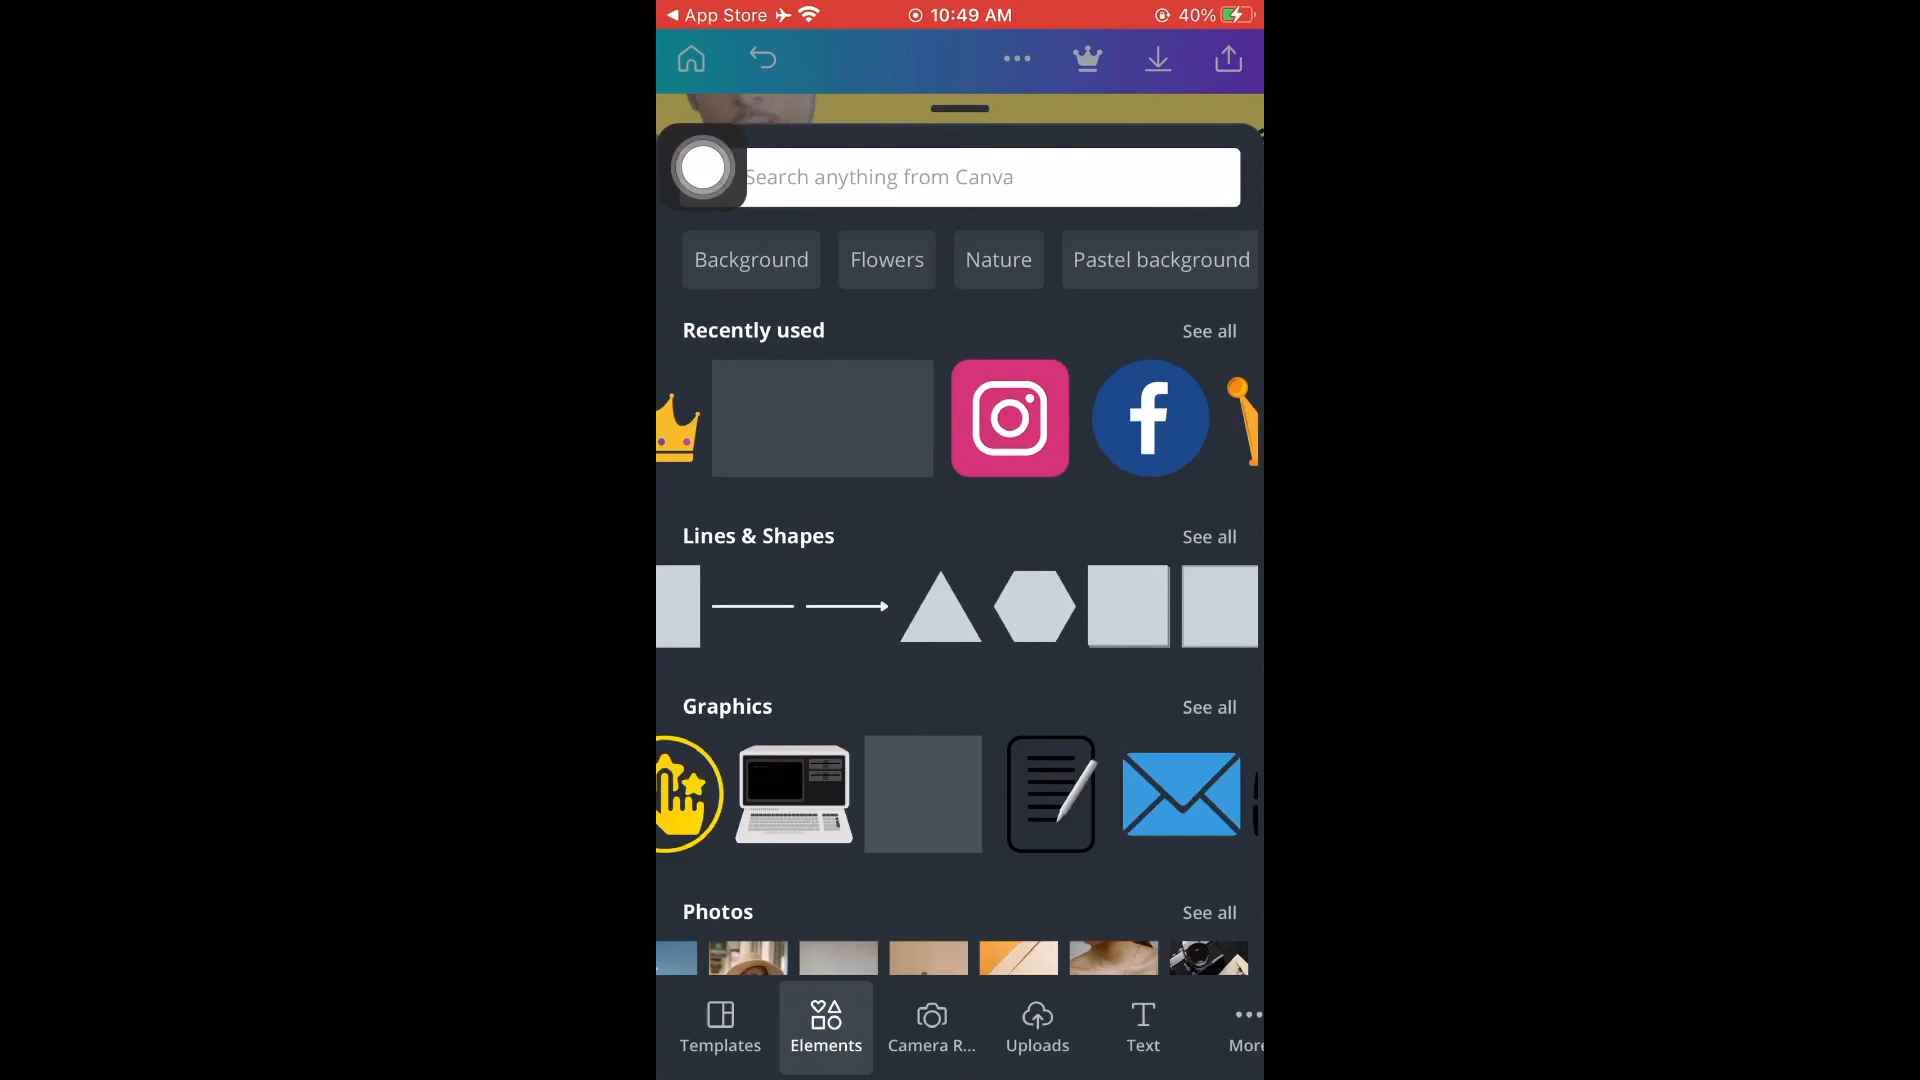 App Store 10:49 AM 40%
Search anything from Canva
Background Flowers Nature Pastel background
Recently used See all
Lines & Shapes See all
Graphics See all
Photos See all
Templates Elements Camera R... Uploads Text More